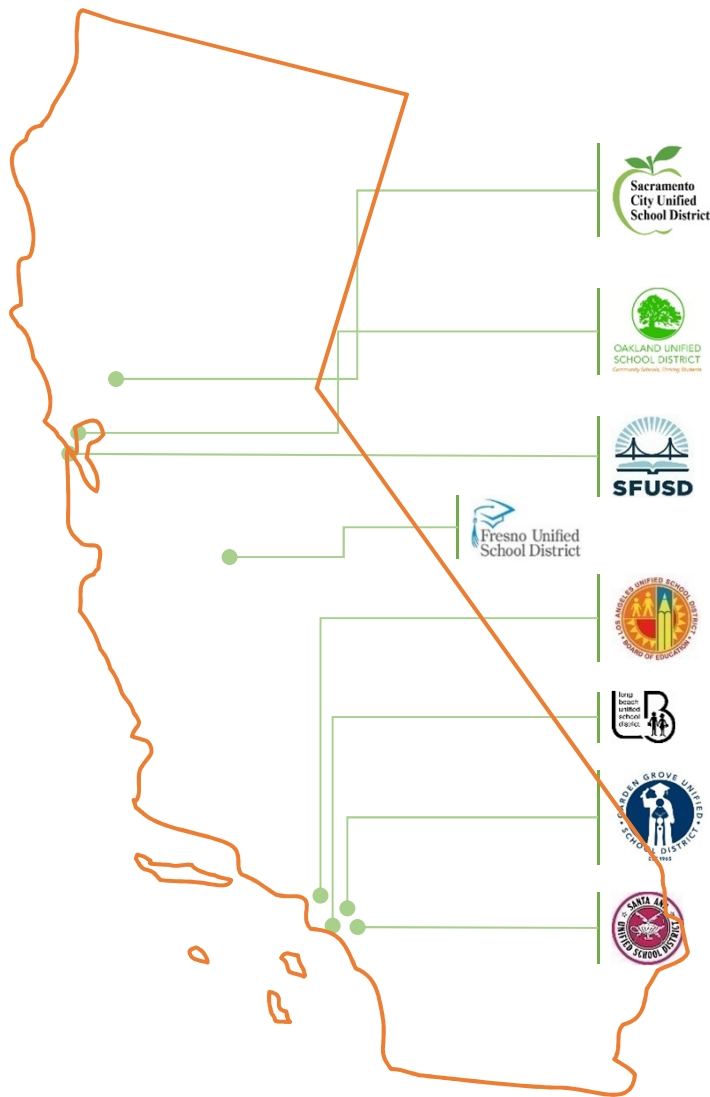 Sacramento
City Unified
School District
OAKLAND UNIFIED
SCHOOL DISTRICT
Community Schools, Thriving Students
SFUSD
Fresno Unified
School District
LOS ANGELES UNIFIED SCHOOL DISTRICT
BOARD OF EDUCATION
long
beach
unified
school
district
GARDEN GROVE UNIFIED
SCHOOL DISTRICT
EST 1965
SANTA ANA
UNIFIED SCHOOL DISTRICT